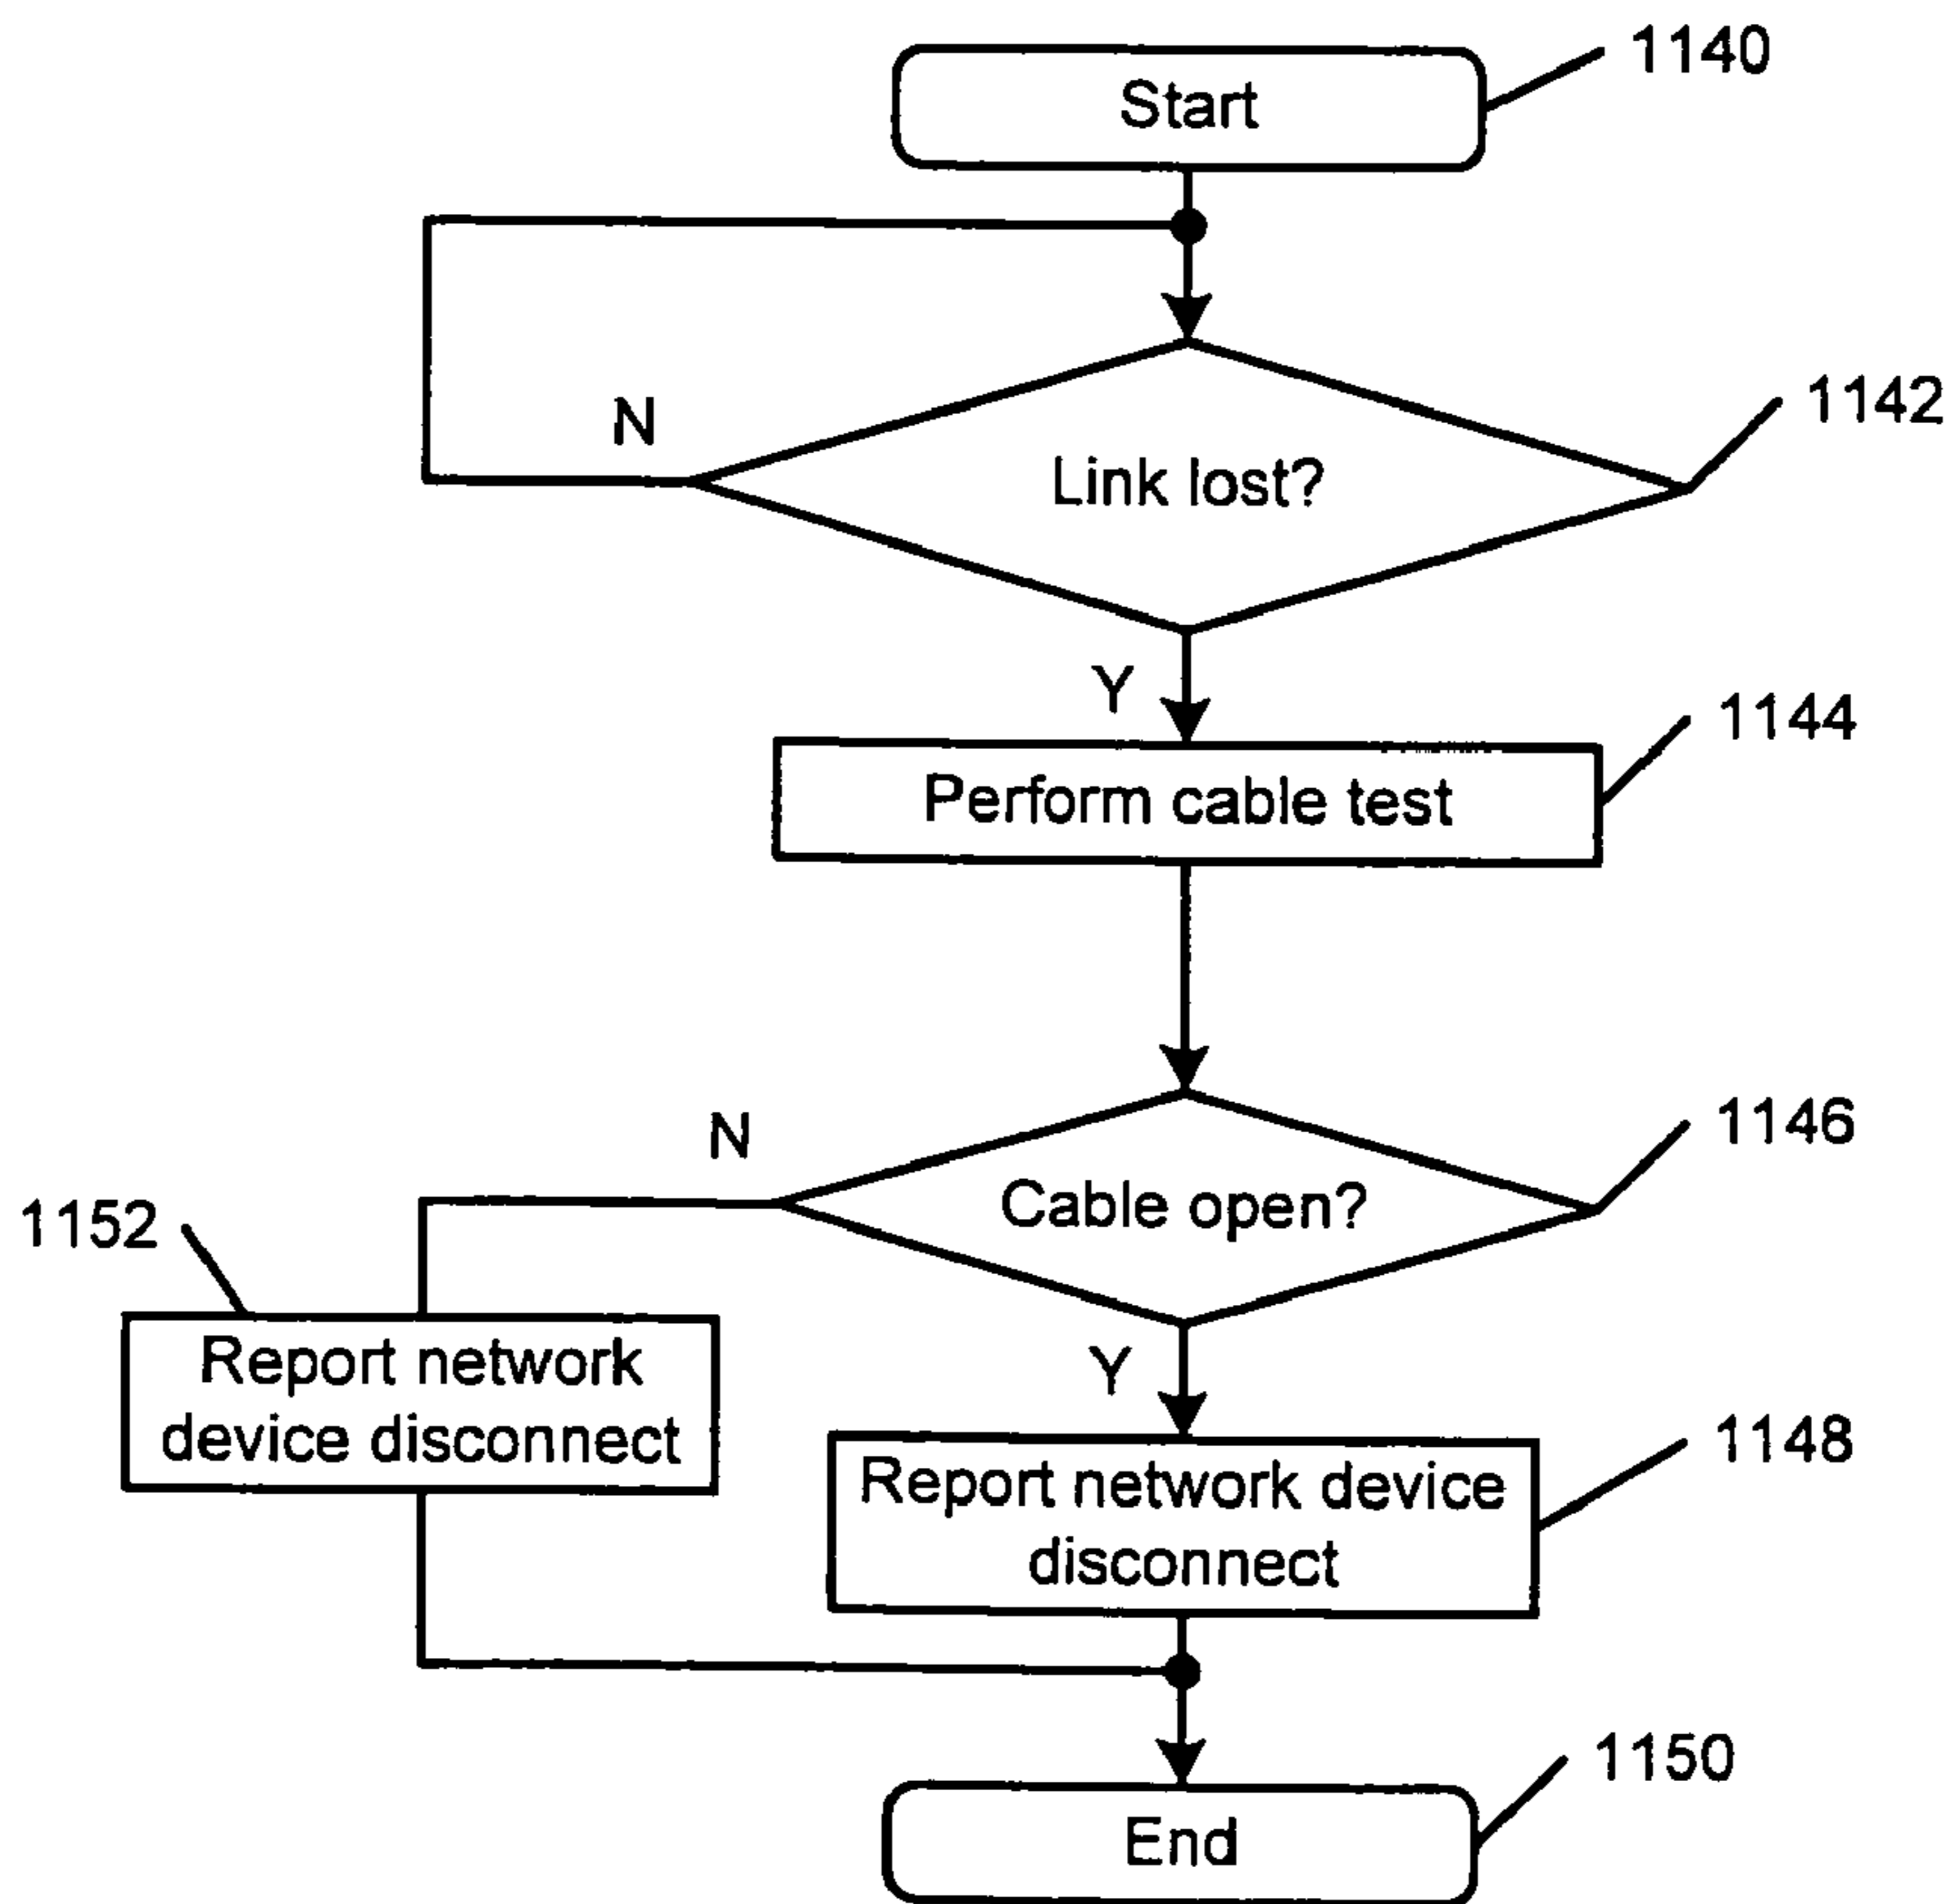 Start
1140
N
Link lost?
1142
Y
Perform cable test
1144
N
Cable open?
1146
1152
Report network
device disconnect
Y
Report network device
disconnect
1148
End
1150